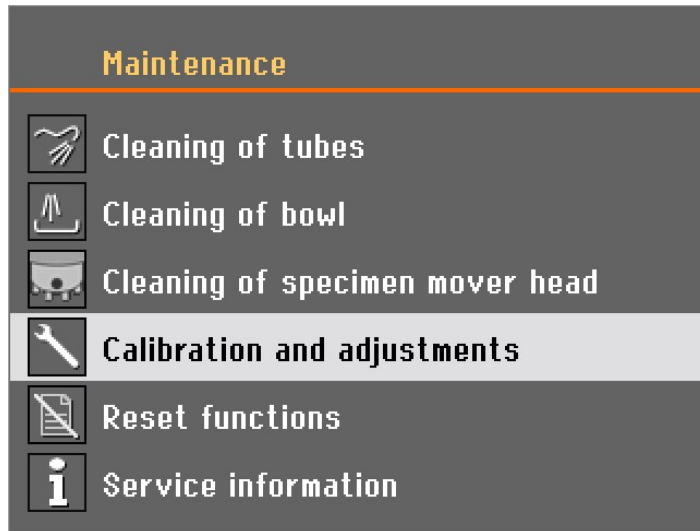 Maintenance
Cleaning of tubes
Cleaning of bowl
Cleaning of specimen mover head
Calibration and adjustments
Reset functions
Service information